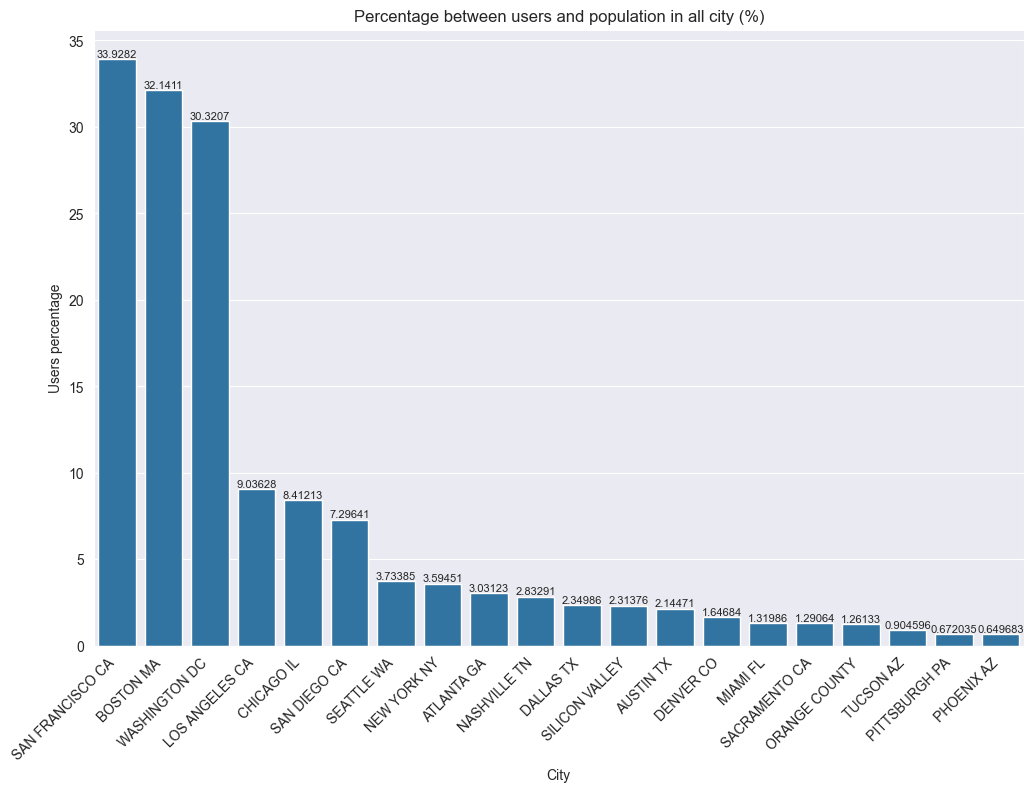 Percentage between users and population in all city (%)
Users percentage
35
30
25
20
15
10
5
0
33.9282
32.1411
30.3207
9.03628
8.41213
7.29641
3.73385
3.59451
3.03123
2.83291
2.34986
2.31376
2.14471
1.64684
1.31986
1.29064
1.26133
0.904596
0.672035
0.649683
SAN FRANCISCO CA
BOSTON MA
WASHINGTON DC
LOS ANGELES CA
CHICAGO IL
SAN DIEGO CA
SEATTLE WA
NEW YORK NY
ATLANTA GA
NASHVILLE TN
DALLAS TX
SILICON VALLEY
AUSTIN TX
DENVER CO
MIAMI FL
SACRAMENTO CA
ORANGE COUNTY
TUCSON AZ
PITTSBURGH PA
PHOENIX AZ
City